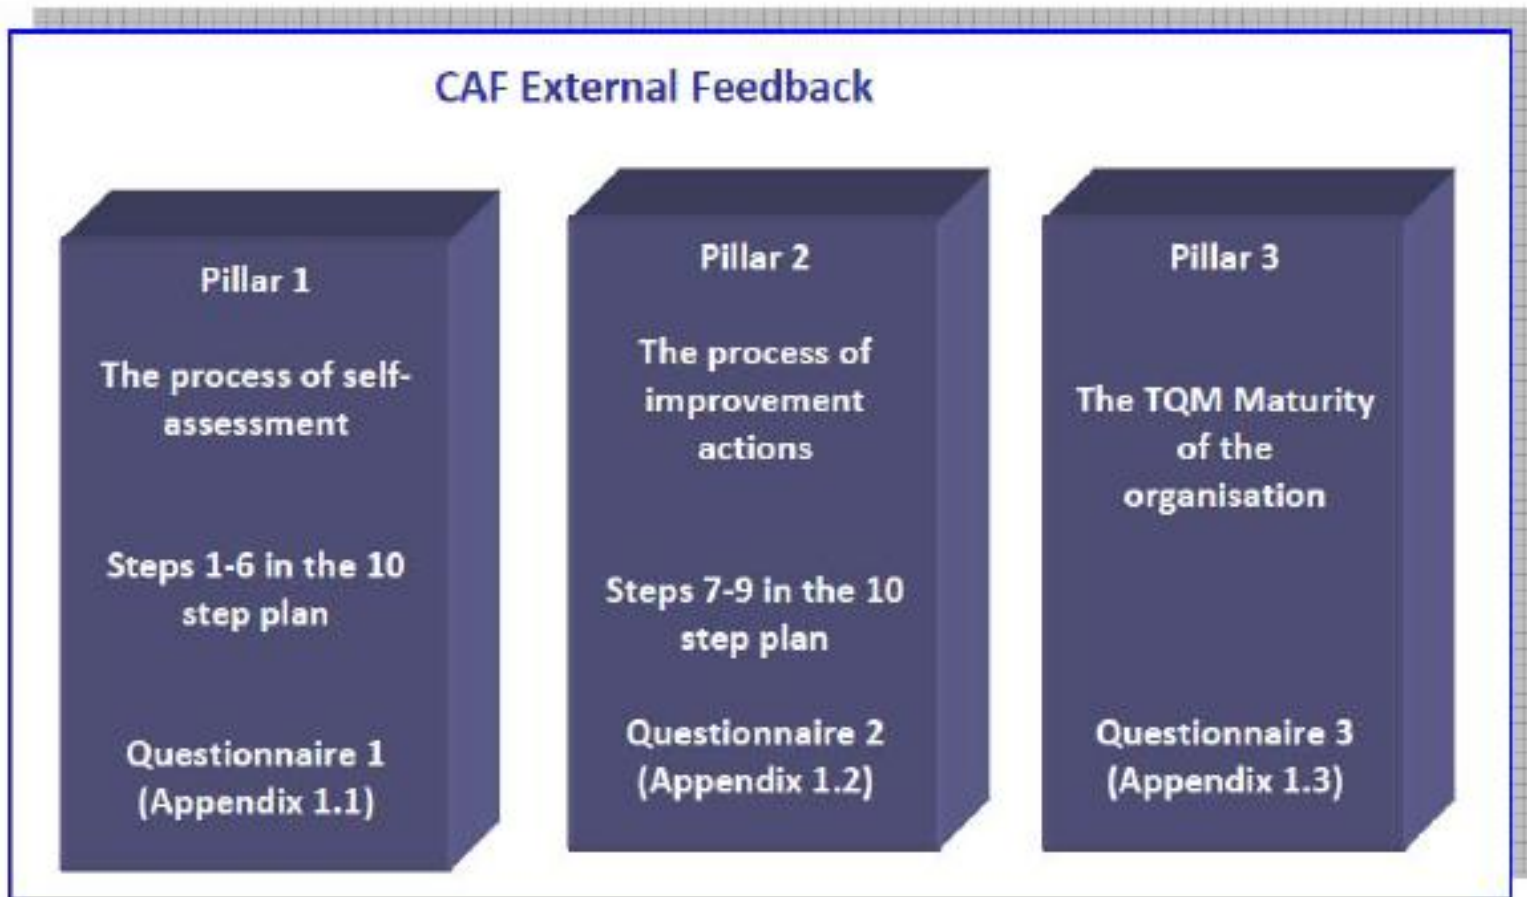 CAF External Feedback
Pillar 1
The process of self-
assessment
Steps 1-6 in the 10
step plan
Questionnaire 1
(Appendix 1.1)
Pillar 2
The process of
improvement
actions
Steps 7-9 in the 10
step plan
Questionnaire 2
(Appendix 1.2)
Pillar 3
The TQM Maturity
of the
organisation
Questionnaire 3
(Appendix 1.3)